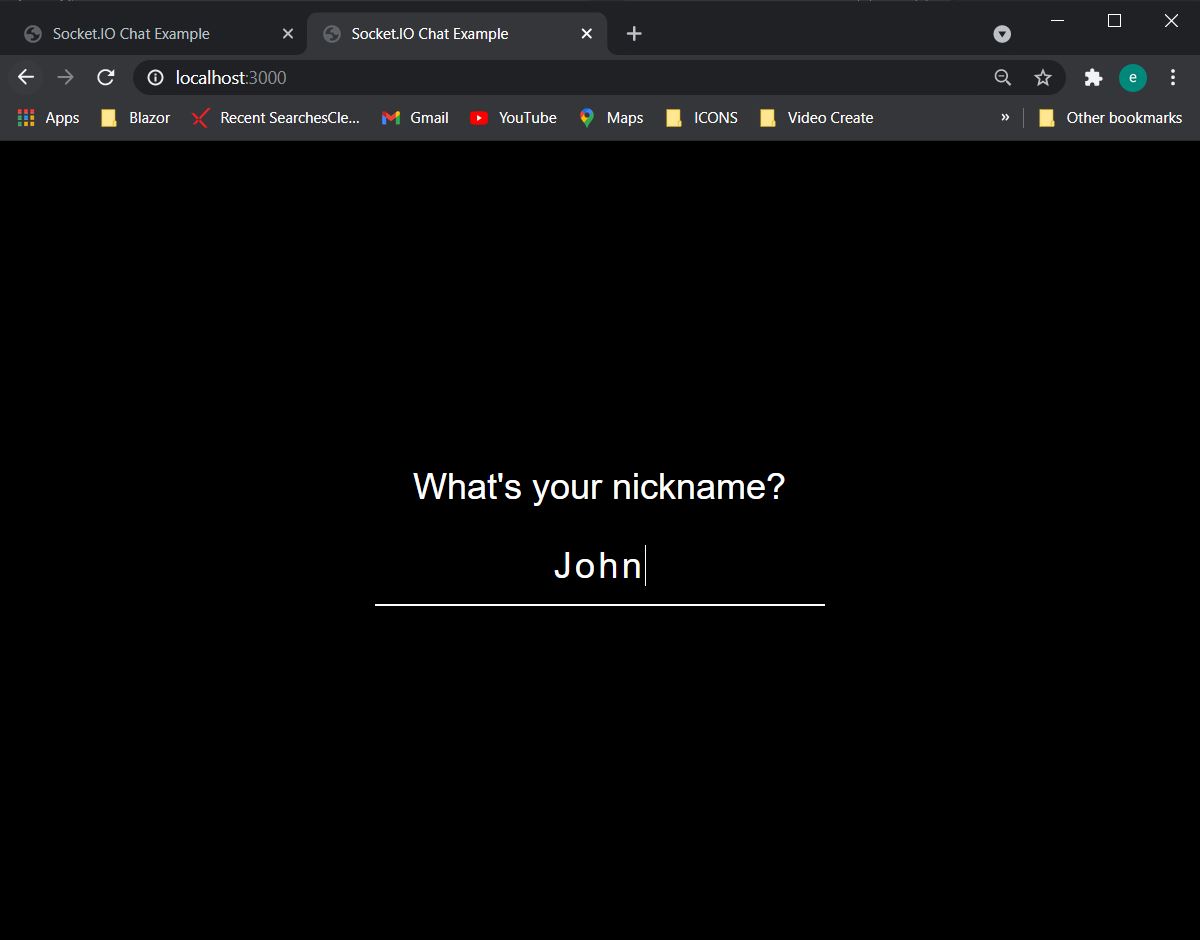 Socket.IO Chat Example
Socket.IO Chat Example
localhost:3000
e
Apps
Blazor
Recent SearchesCle...
Gmail
YouTube
Maps
ICONS
Video Create
»
Other bookmarks
What's your nickname?
John